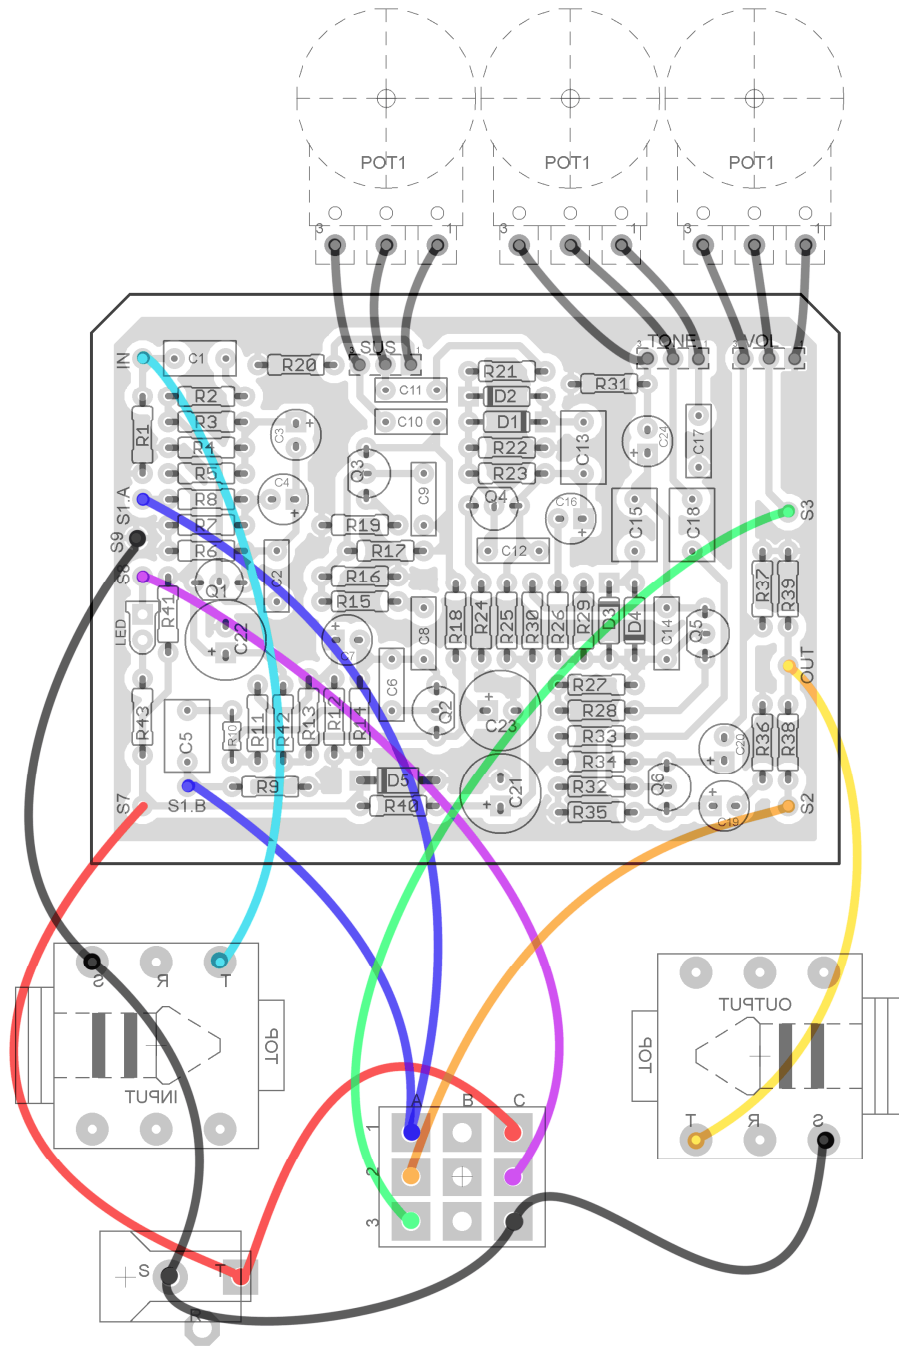 POT1 POT1 POT1
3 1 3 1 3 1
SUS TONE VOL
IN C1 R20 R21 R31
C11 D2
R2 C10 D1
R1 R3 C3 R22 C13 C24 C17
R4 Q3 R23
R5 C4 C9 Q4 C16
S1.A R8 R19 C15 C18 S3
R7 R17 C12
S9 R6 C2 R16 R37 R39
S8 Q1 R15
LED R41 C22 C7 C8 R18 R24 R25 R30 R26 R29 D3 D4 C14 Q5
OUT
R43 C5 R10 R11 R42 R13 R12 R14 C6 Q2 C23 R27
R28
R33 C20 R36 R38
R34
R9 D5 C21 R32 Q6
S7 S1.B R40 R35 C19 S2
S R T
TOP
INPUT
OUTPUT
TOP
T R S
A B C
1
2
3
S T
R